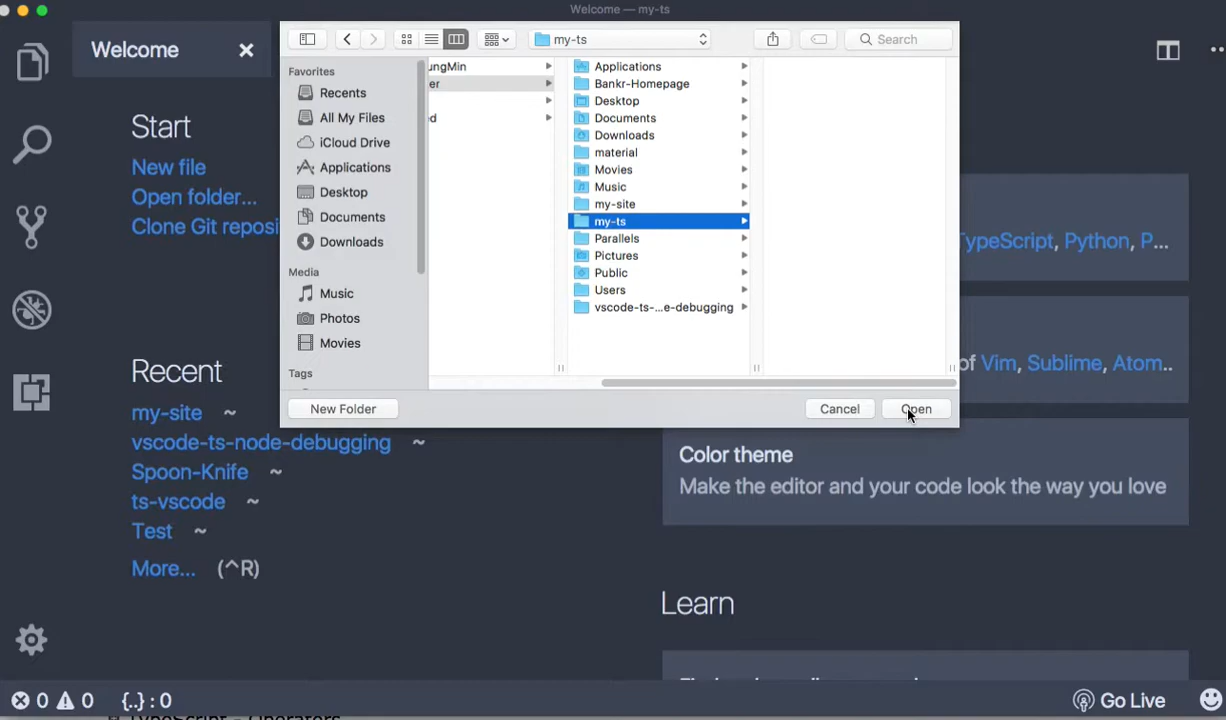 Welcome — my-ts
Welcome
my-ts
Search
Favorites
Recents
All My Files
iCloud Drive
Applications
Desktop
Documents
Downloads
Media
Music
Photos
Movies
Tags
ungMin
er
d
Applications
Bankr-Homepage
Desktop
Documents
Downloads
material
Movies
Music
my-site
my-ts
Parallels
Pictures
Public
Users
vscode-ts-...e-debugging
New Folder
Cancel
Open
Start
New file
Open folder...
Clone Git reposi
Recent
my-site ~
vscode-ts-node-debugging ~
Spoon-Knife ~
ts-vscode ~
Test ~
More... (^R)
TypeScript, Python, P...
of Vim, Sublime, Atom..
Color theme
Make the editor and your code look the way you love
Learn
0 0 {..} : 0
Go Live
TypeScript - Operators